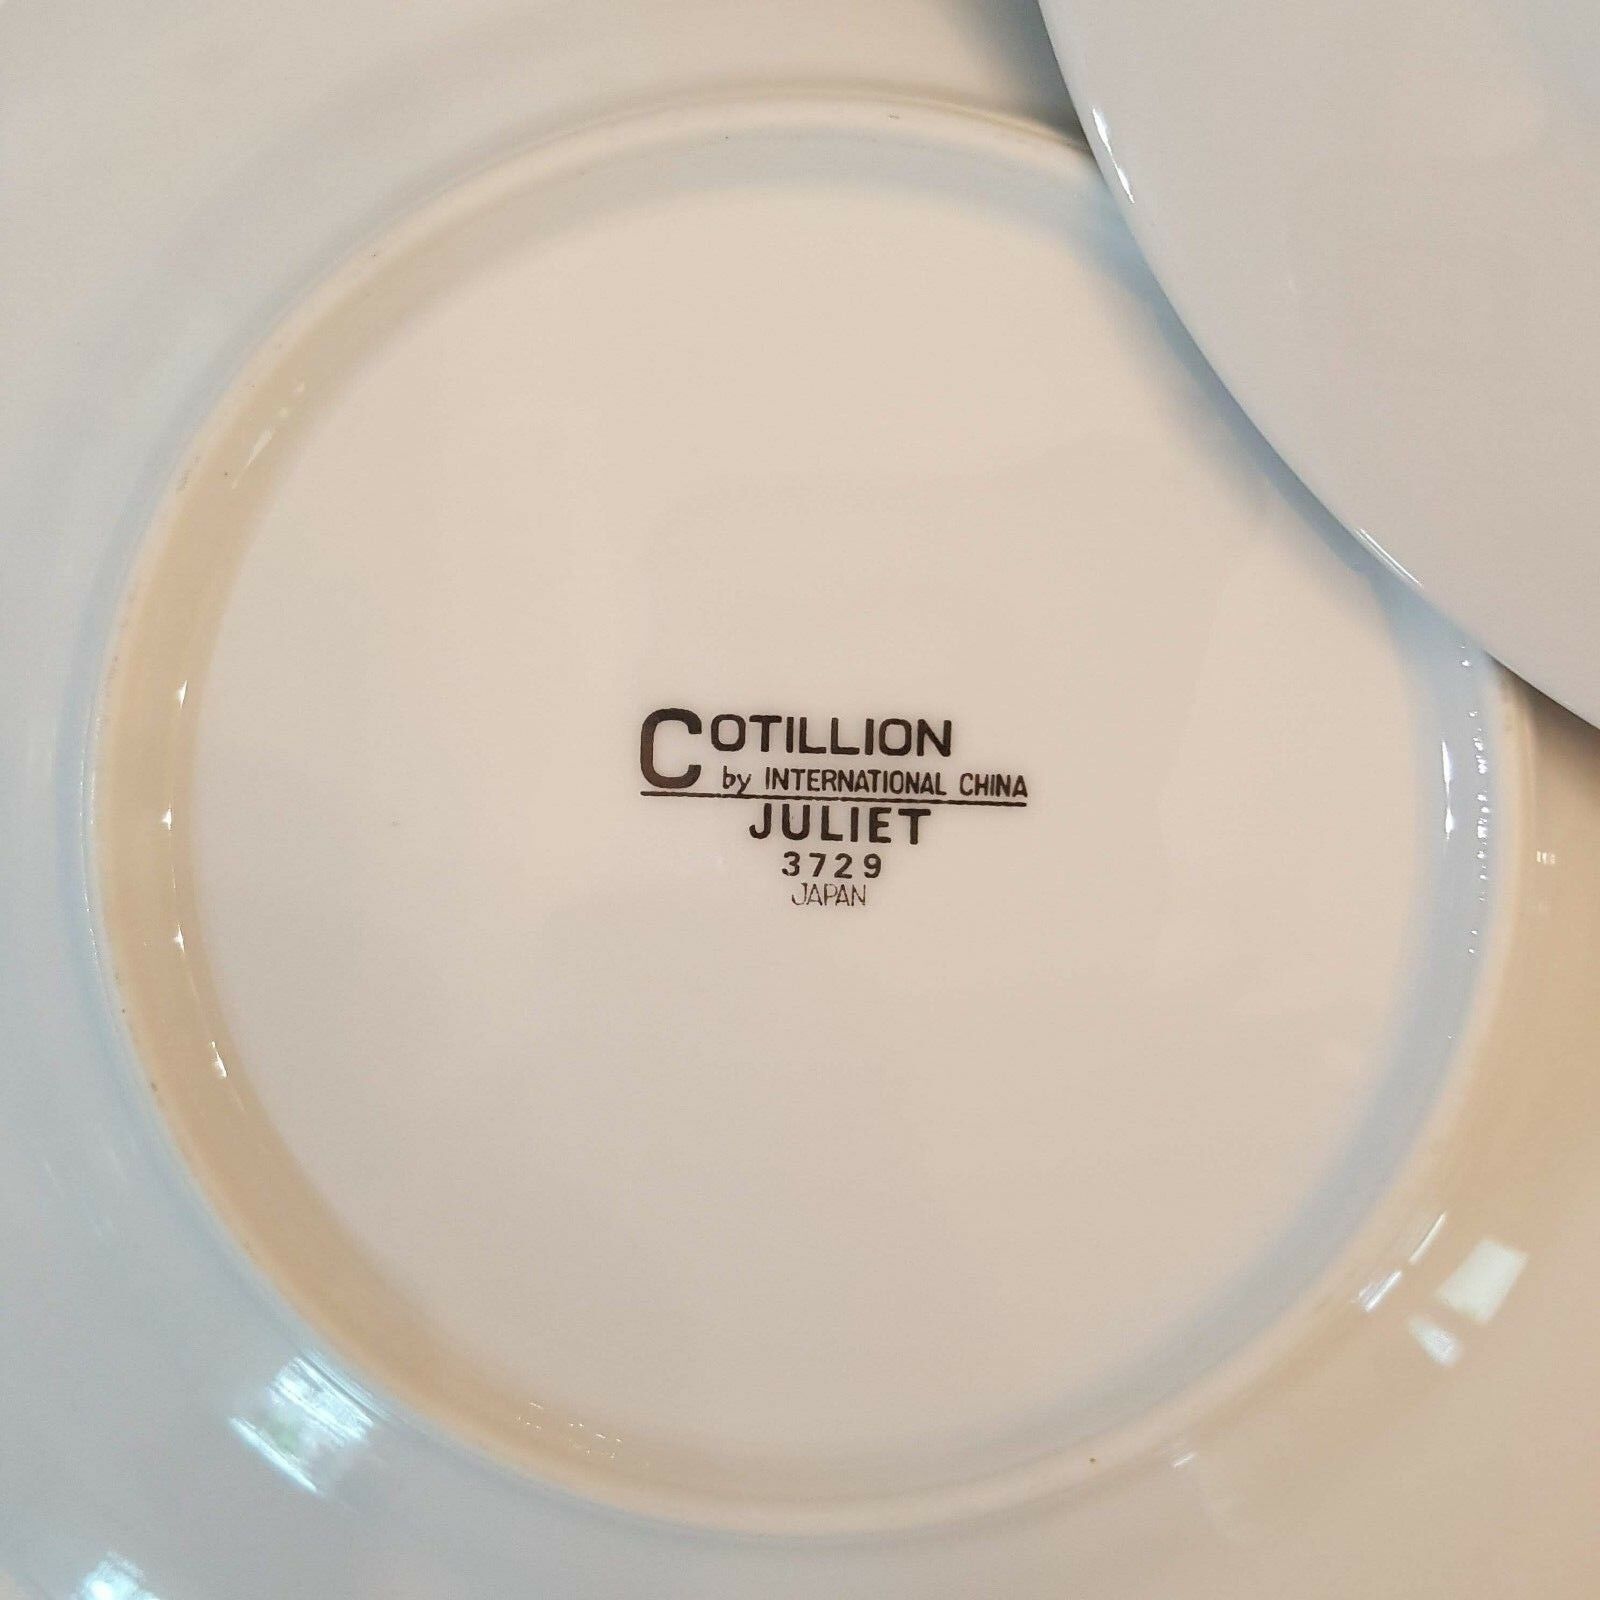 COTILLION
by INTERNATIONAL CHINA
JULIET
3729
JAPAN